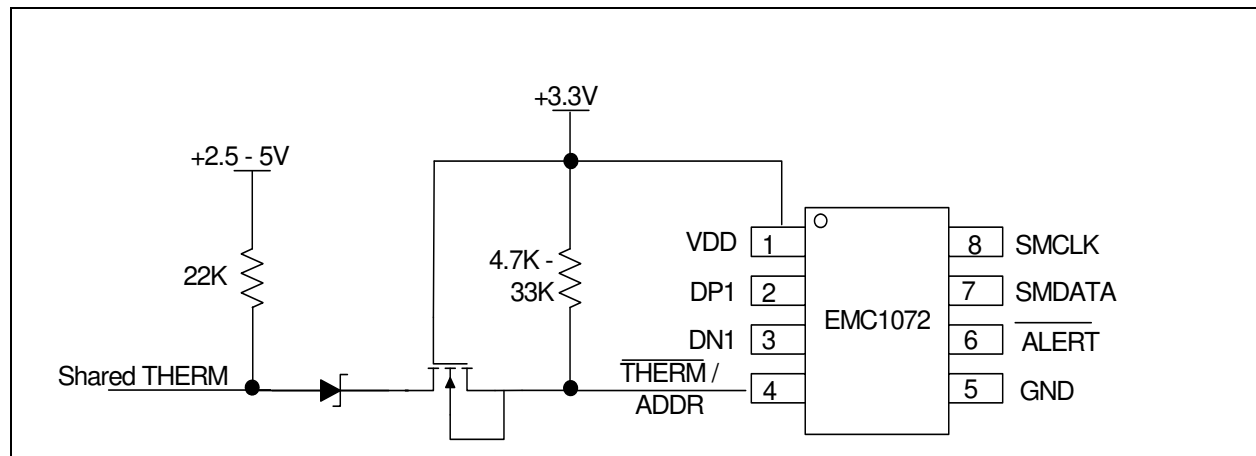 +3.3V
+2.5 - 5V
22K
4.7K -
33K
VDD
1
8
SMCLK
DP1
2
7
SMDATA
EMC1072
DN1
3
6
ALERT
Shared THERM
THERM /
ADDR
4
5
GND